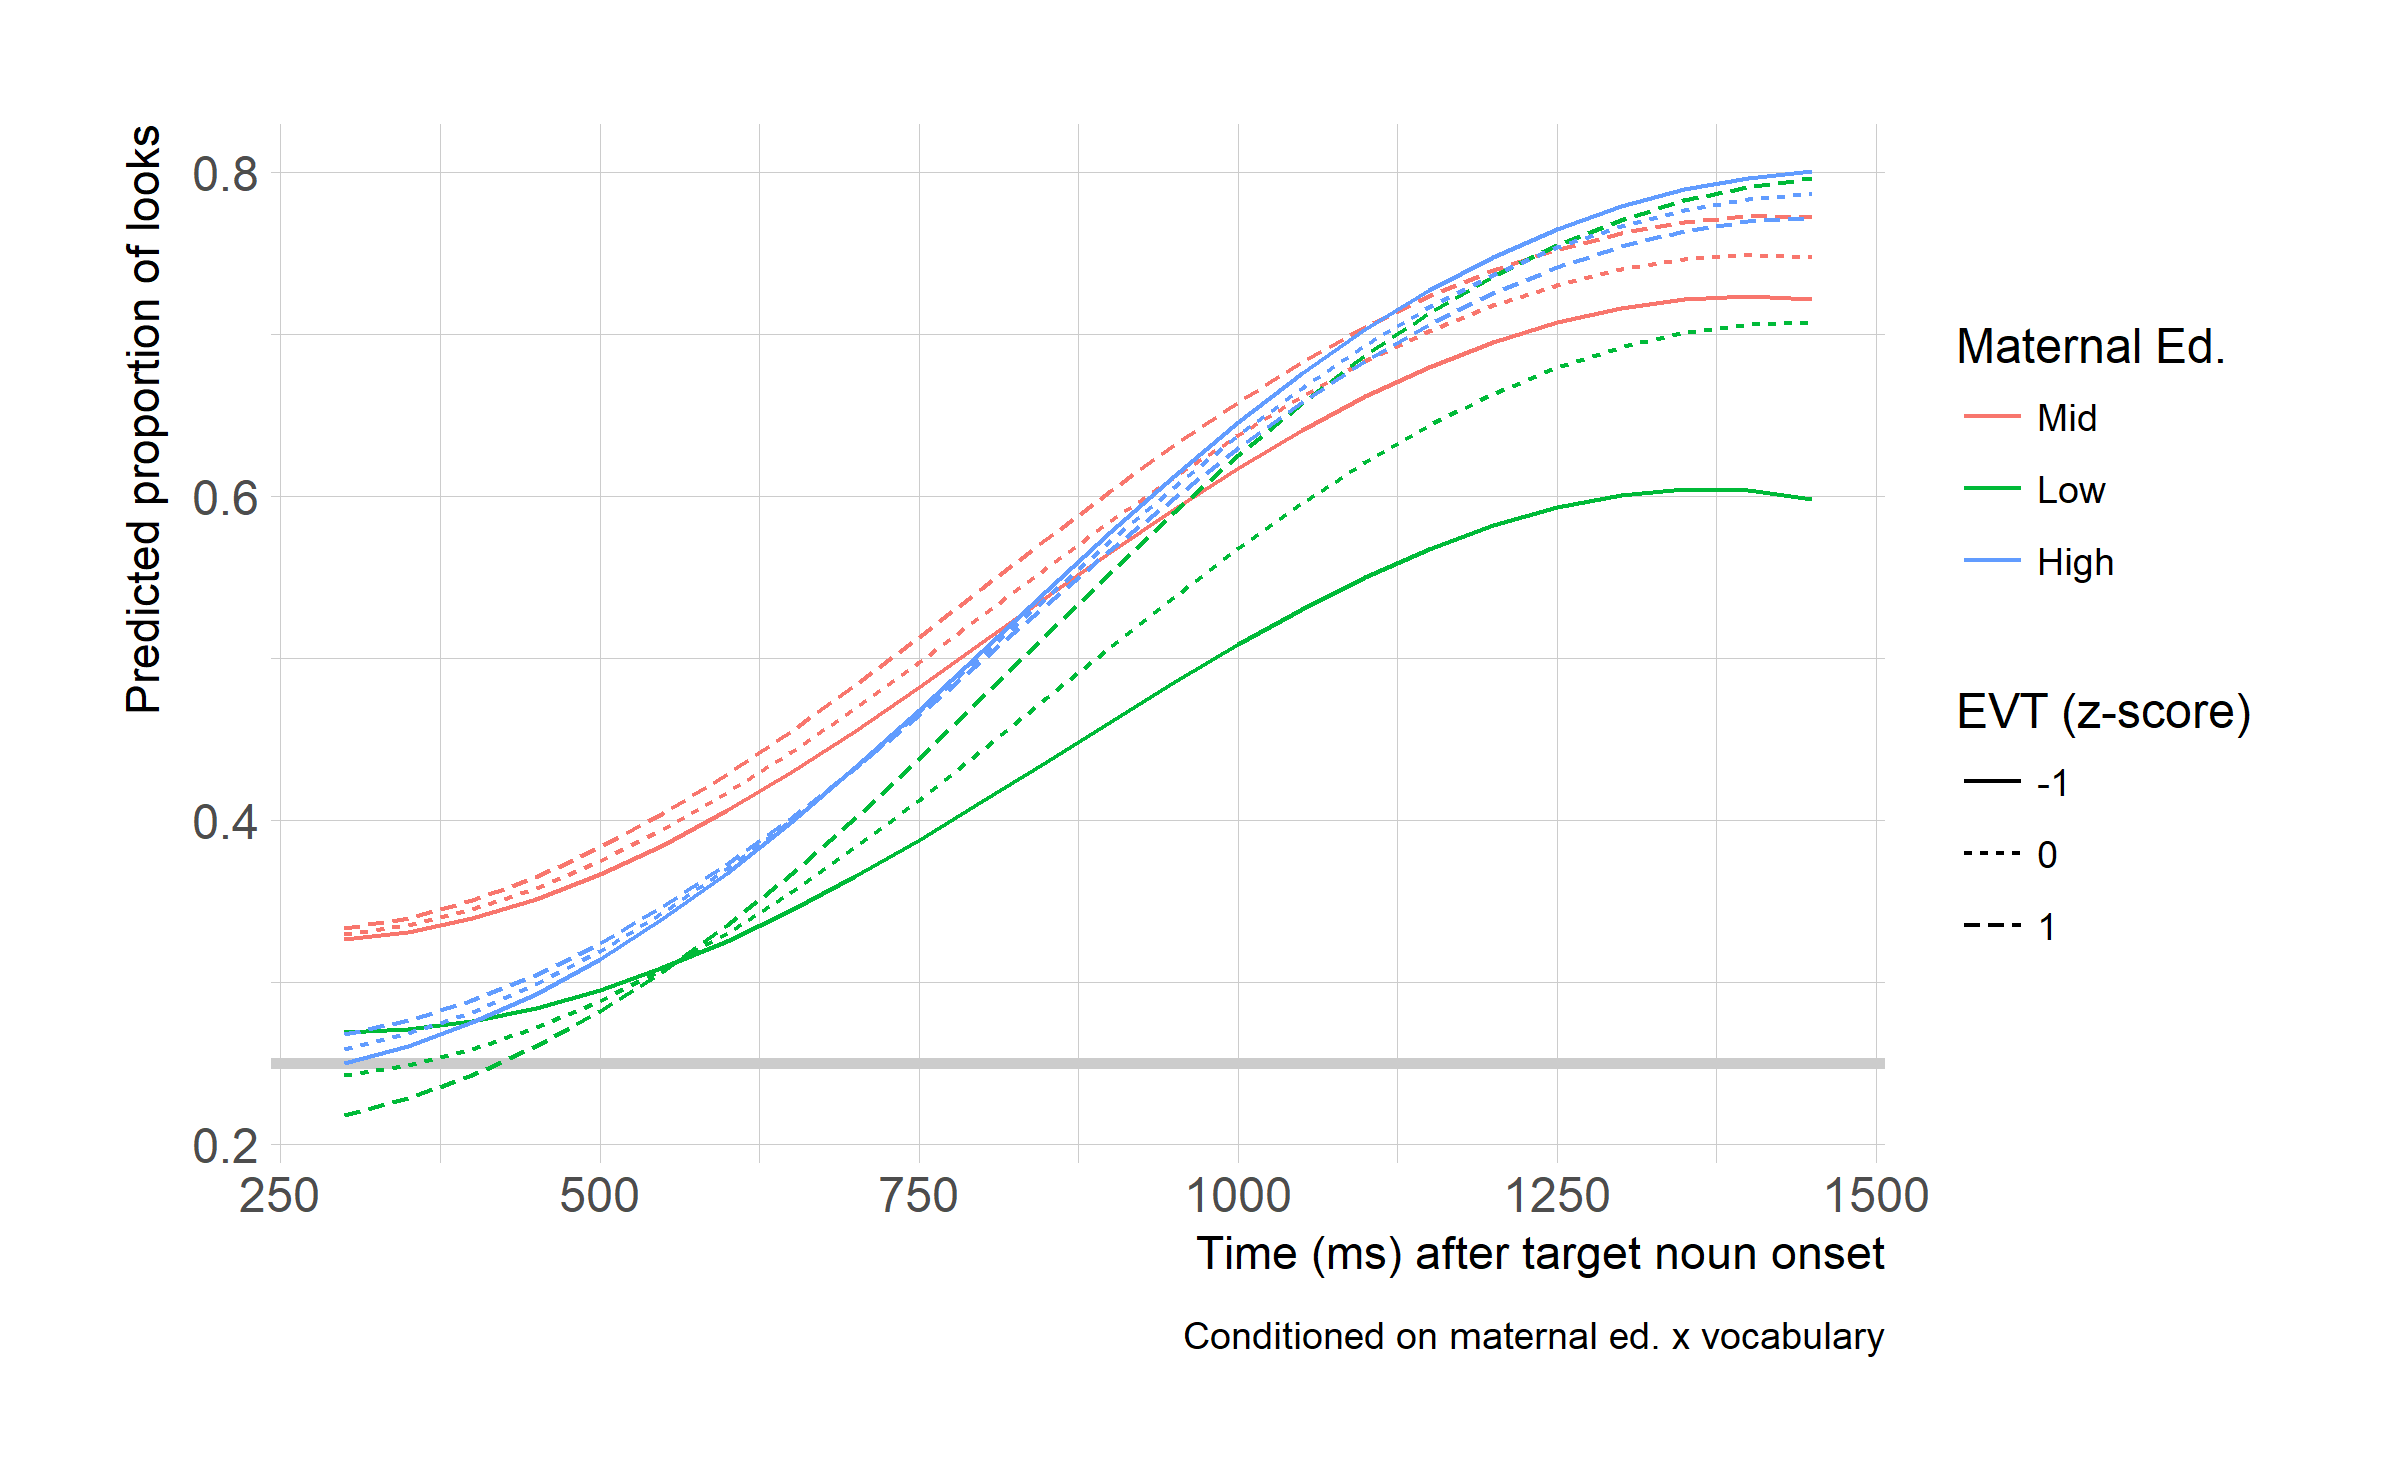 Predicted proportion of looks
0.8
0.6
0.4
0.2
250 500 750 1000 1250 1500
Time (ms) after target noun onset
Conditioned on maternal ed. x vocabulary
Maternal Ed.
Mid
Low
High
EVT (z-score)
-1
0
1